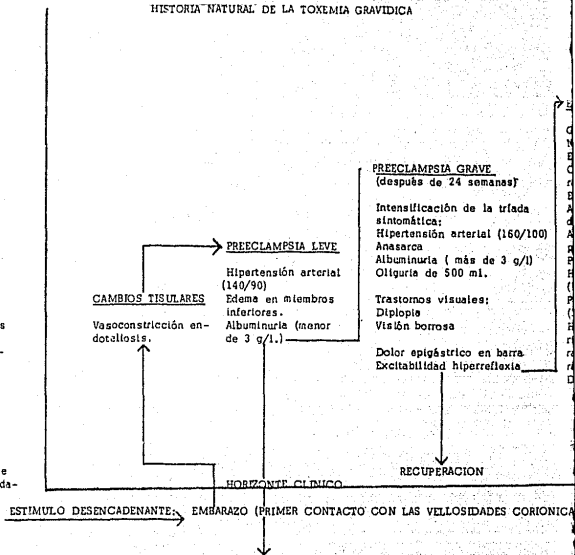 HISTORIA NATURAL DE LA TOXEMIA GRAVIDICA
PREECLAMPSIA GRAVE
(después de 24 semanas)
Intensificación de la tríada
sintomática:
Hipertensión arterial (160/100)
Anasarca
Albuminuria ( más de 3 g/l)
Oliguria de 500 ml.
Trastornos visuales:
Diplopia
Visión borrosa
Dolor epigástrico en barra
Excitabilidad hiperreflexia
PREECLAMPSIA LEVE
Hipertensión arterial
(140/90)
Edema en miembros
inferiores.
Albuminuria (menor
de 3 g/l.)
CAMBIOS TISULARES
Vasoconstricción en-
doteliosis.
RECUPERACION
HORIZONTE CLINICO
ESTIMULO DESENCADENANTE: EMBARAZO (PRIMER CONTACTO CON LAS VELLOSIDADES CORIONICA